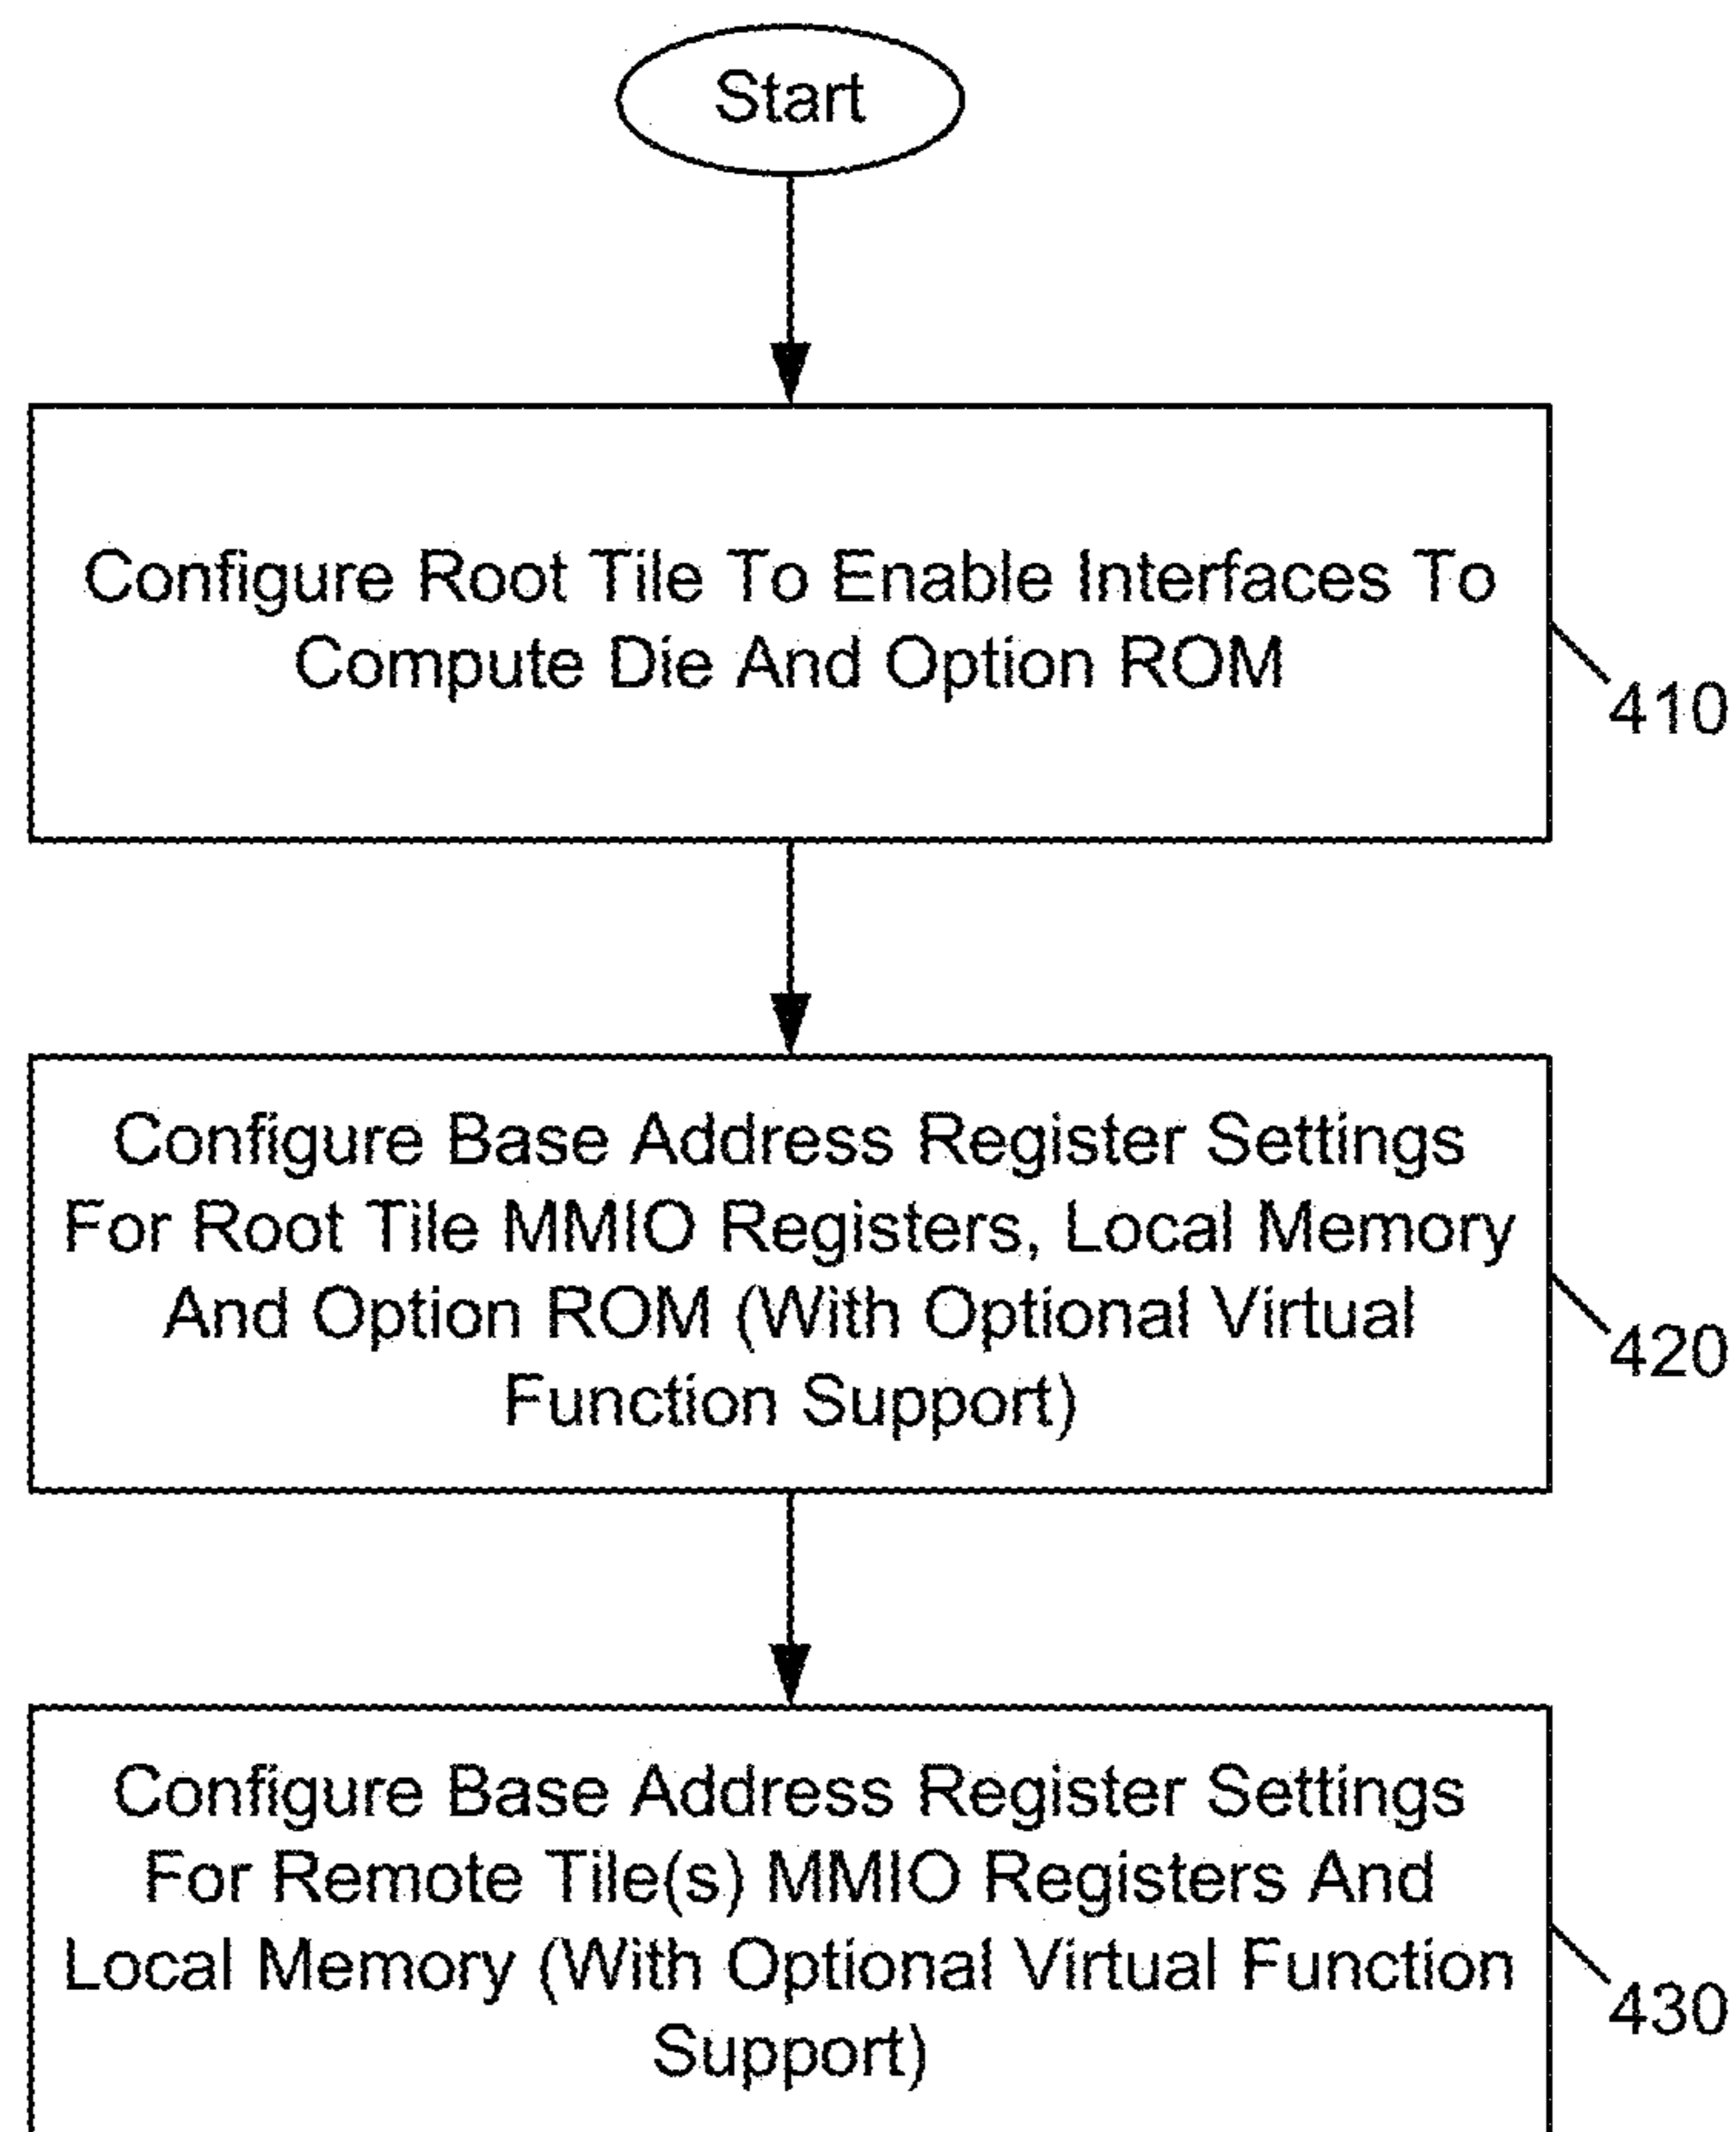 Start
Configure Root Tile To Enable Interfaces To
Compute Die And Option ROM
410
Configure Base Address Register Settings
For Root Tile MMIO Registers, Local Memory
And Option ROM (With Optional Virtual
Function Support)
420
Configure Base Address Register Settings
For Remote Tile(s) MMIO Registers And
Local Memory (With Optional Virtual Function
Support)
430